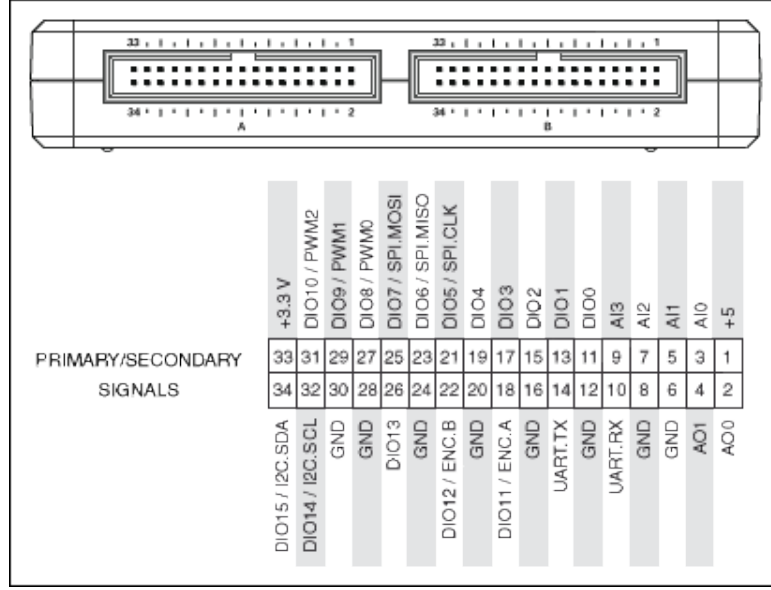 33 1 33 1
34 2 34 2
A B
+3.3 V
DIO10 / PWM2
DIO9 / PWM1
DIO8 / PWM0
DIO7 / SPI.MOSI
DIO6 / SPI.MISO
DIO5 / SPI.CLK
DIO4
DIO3
DIO2
DIO1
DIO0
AI3
AI2
AI1
AI0
+5
PRIMARY/SECONDARY 33 31 29 27 25 23 21 19 17 15 13 11 9 7 5 3 1
SIGNALS 34 32 30 28 26 24 22 20 18 16 14 12 10 8 6 4 2
DIO15 / I2C.SDA
DIO14 / I2C.SCL
GND
GND
DIO13
GND
DIO12 / ENC.B
GND
DIO11 / ENC.A
GND
UART.TX
GND
UART.RX
GND
GND
AO1
AO0